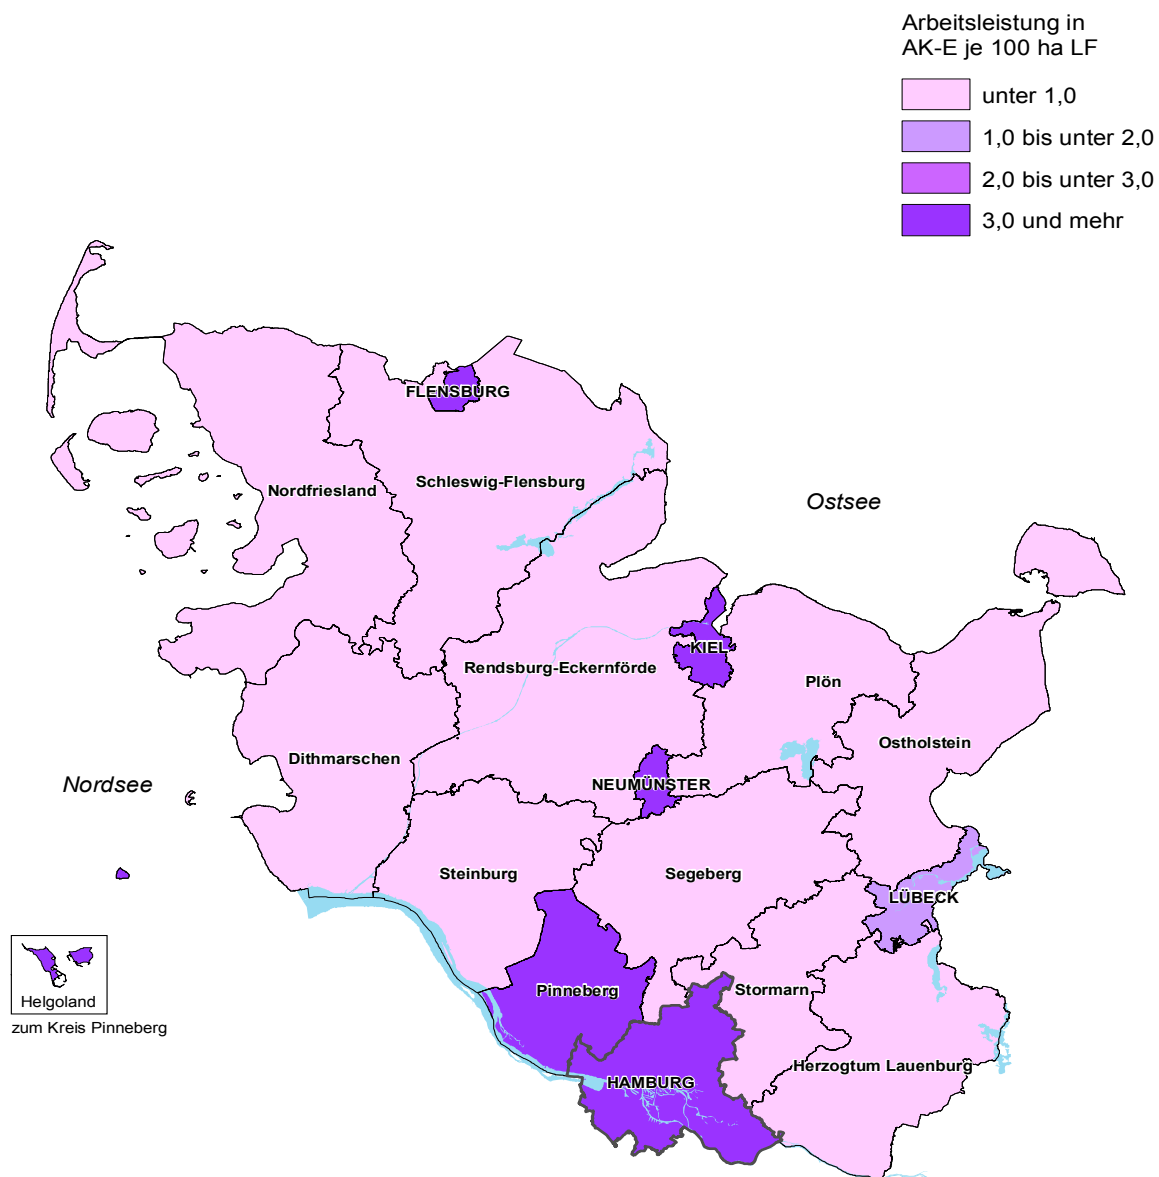 Arbeitsleistung in
AK-E je 100 ha LF
unter 1,0
1,0 bis unter 2,0
2,0 bis unter 3,0
3,0 und mehr
FLENSBURG
Schleswig-Flensburg
Nordfriesland
Ostsee
KIEL
Rendsburg-Eckernförde
Plön
Ostholstein
Dithmarschen
Nordsee
NEUMÜNSTER
Steinburg
Segeberg
LÜBECK
Pinneberg
Stormarn
Helgoland
zum Kreis Pinneberg
Herzogtum Lauenburg
HAMBURG